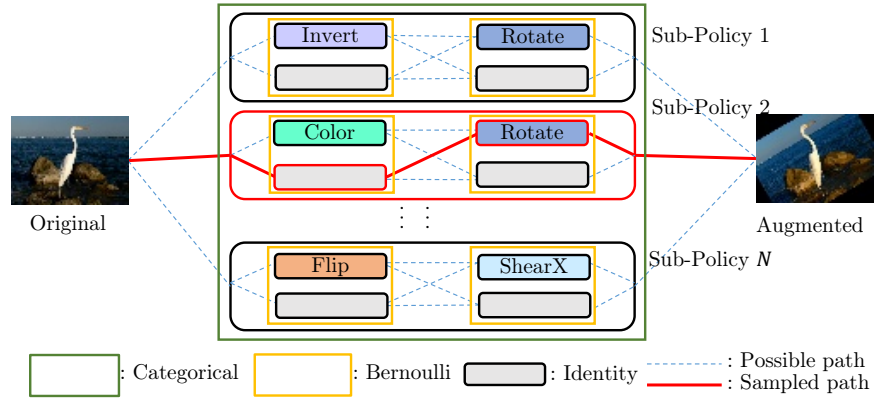 Invert
Rotate
Sub-Policy 1
Color
Rotate
Sub-Policy 2
Original
Augmented
Flip
ShearX
Sub-Policy N
: Categorical
: Bernoulli
: Identity
: Possible path
: Sampled path